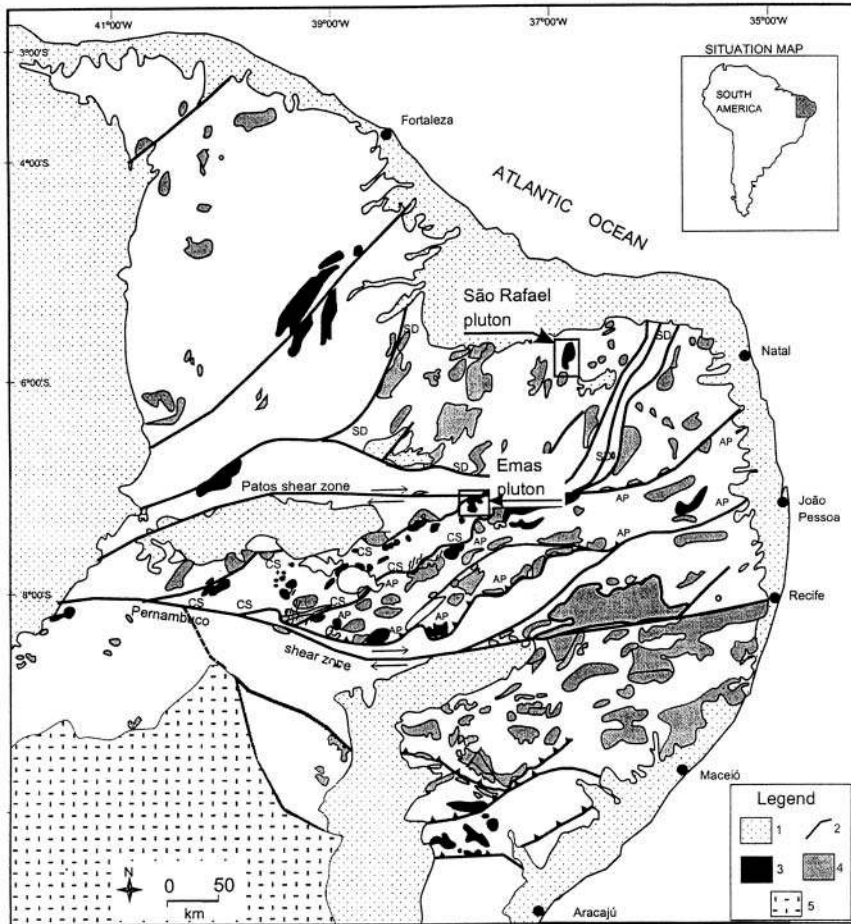 41°00'W
39°00'W
37°00'W
35°00'W
3°00'S
4°00'S
6°00'S
8°00'S
SITUATION MAP
SOUTH
AMERICA
Fortaleza
ATLANTIC OCEAN
São Rafael
pluton
SD
SD
Natal
SD
SD
SD
AP
Emas
pluton
Patos shear zone
AP
AP
João
Pessoa
CS
CS
AP
AP
CS
CS
AP
AP
CS
CS
CS
AP
AP
AP
Recife
Pernambuco
shear zone
Maceió
Aracajú
N
0 50
km
Legend
1
2
3
4
5